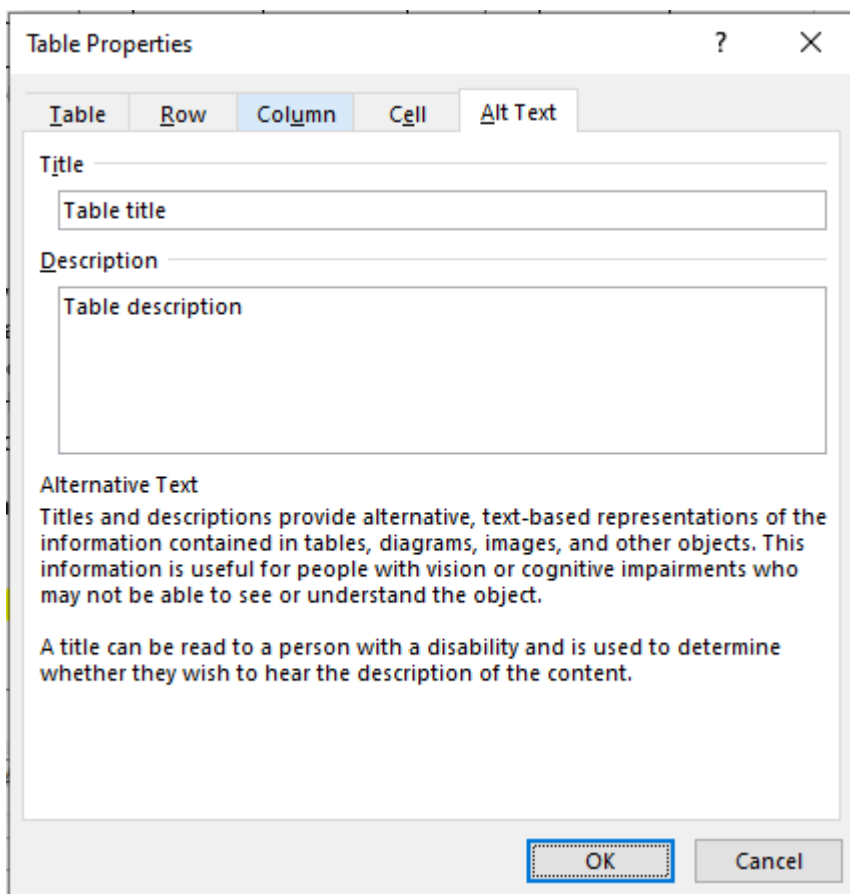 Table Properties ?
Table Row Column Cell Alt Text
Title
Table title
Description
Table description
Alternative Text
Titles and descriptions provide alternative, text-based representations of the
information contained in tables, diagrams, images, and other objects. This
information is useful for people with vision or cognitive impairments who
may not be able to see or understand the object.
A title can be read to a person with a disability and is used to determine
whether they wish to hear the description of the content.
OK Cancel